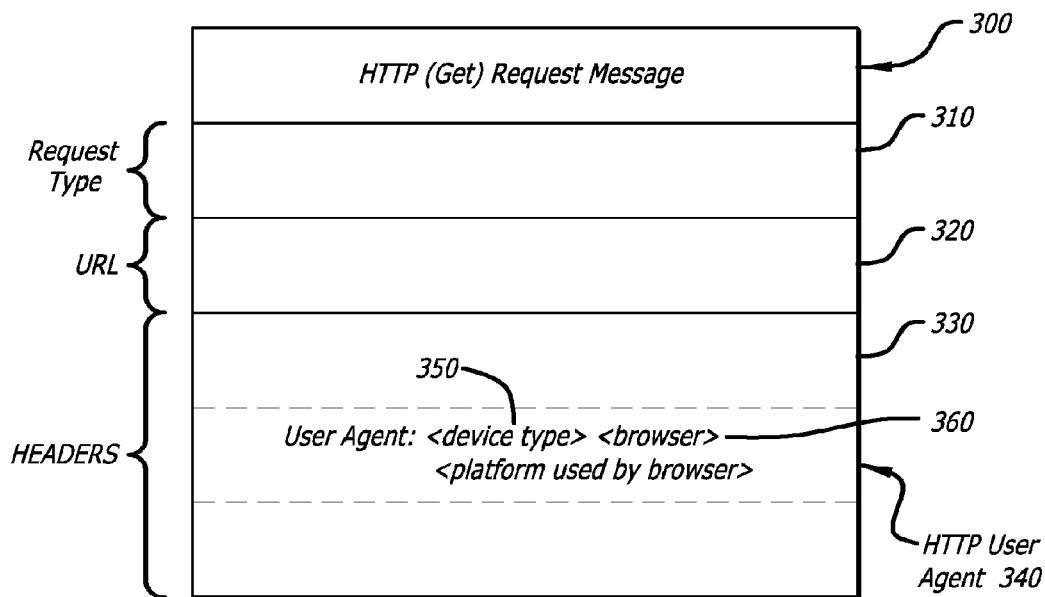 300
HTTP (Get) Request Message
310
Request
Type
320
URL
330
350
360
User Agent: <device type> <browser>
<platform used by browser>
HEADERS
HTTP User
Agent 340